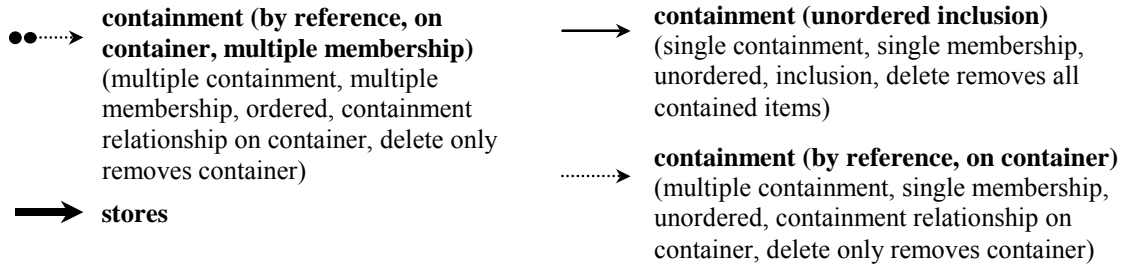 containment (by reference, on
container, multiple membership)
(multiple containment, multiple
membership, ordered, containment
relationship on container, delete only
removes container)
stores
containment (unordered inclusion)
(single containment, single membership,
unordered, inclusion, delete removes all
contained items)
containment (by reference, on container)
(multiple containment, single membership,
unordered, containment relationship on
container, delete only removes container)